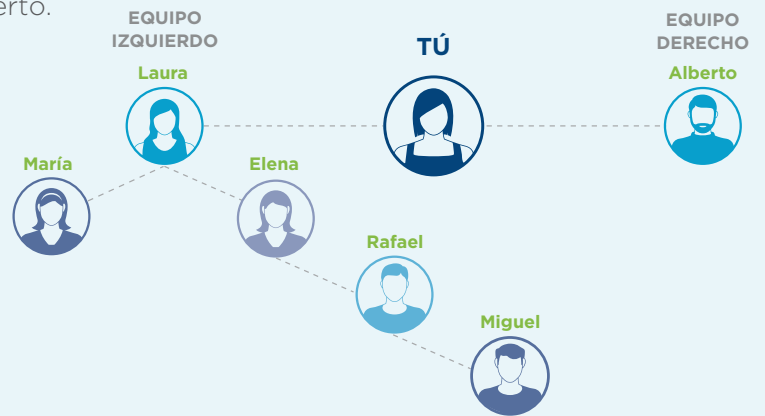 erto.
EQUIPO
IZQUIERDO
TÚ
EQUIPO
DERECHO
Laura
Alberto
María
Elena
Rafael
Miguel